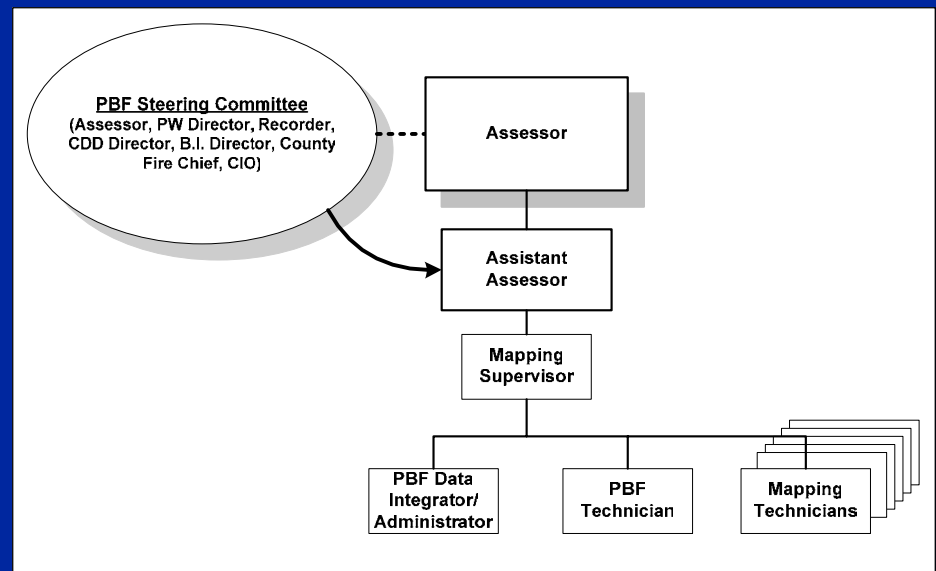 PBF Steering Committee
(Assessor, PW Director, Recorder,
CDD Director, B.I. Director, County
Fire Chief, CIO)
Assessor
Assistant
Assessor
Mapping
Supervisor
PBF Data
Integrator/
Administrator
PBF
Technician
Mapping
Technicians